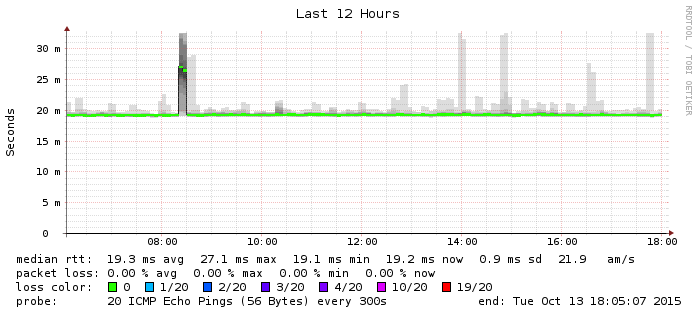 Last 12 Hours
RRDTOOL / TOBI OETIKER
Seconds
30 m
25 m
20 m
15 m
10 m
5 m
0
08:00 10:00 12:00 14:00 16:00 18:00
median rtt: 19.3 ms avg 27.1 ms max 19.1 ms min 19.2 ms now 0.9 ms sd 21.9 am/s
packet loss: 0.00 % avg 0.00 % max 0.00 % min 0.00 % now
loss color: 0 1/20 2/20 3/20 4/20 10/20 19/20
probe: 20 ICMP Echo Pings (56 Bytes) every 300s end: Tue Oct 13 18:05:07 2015